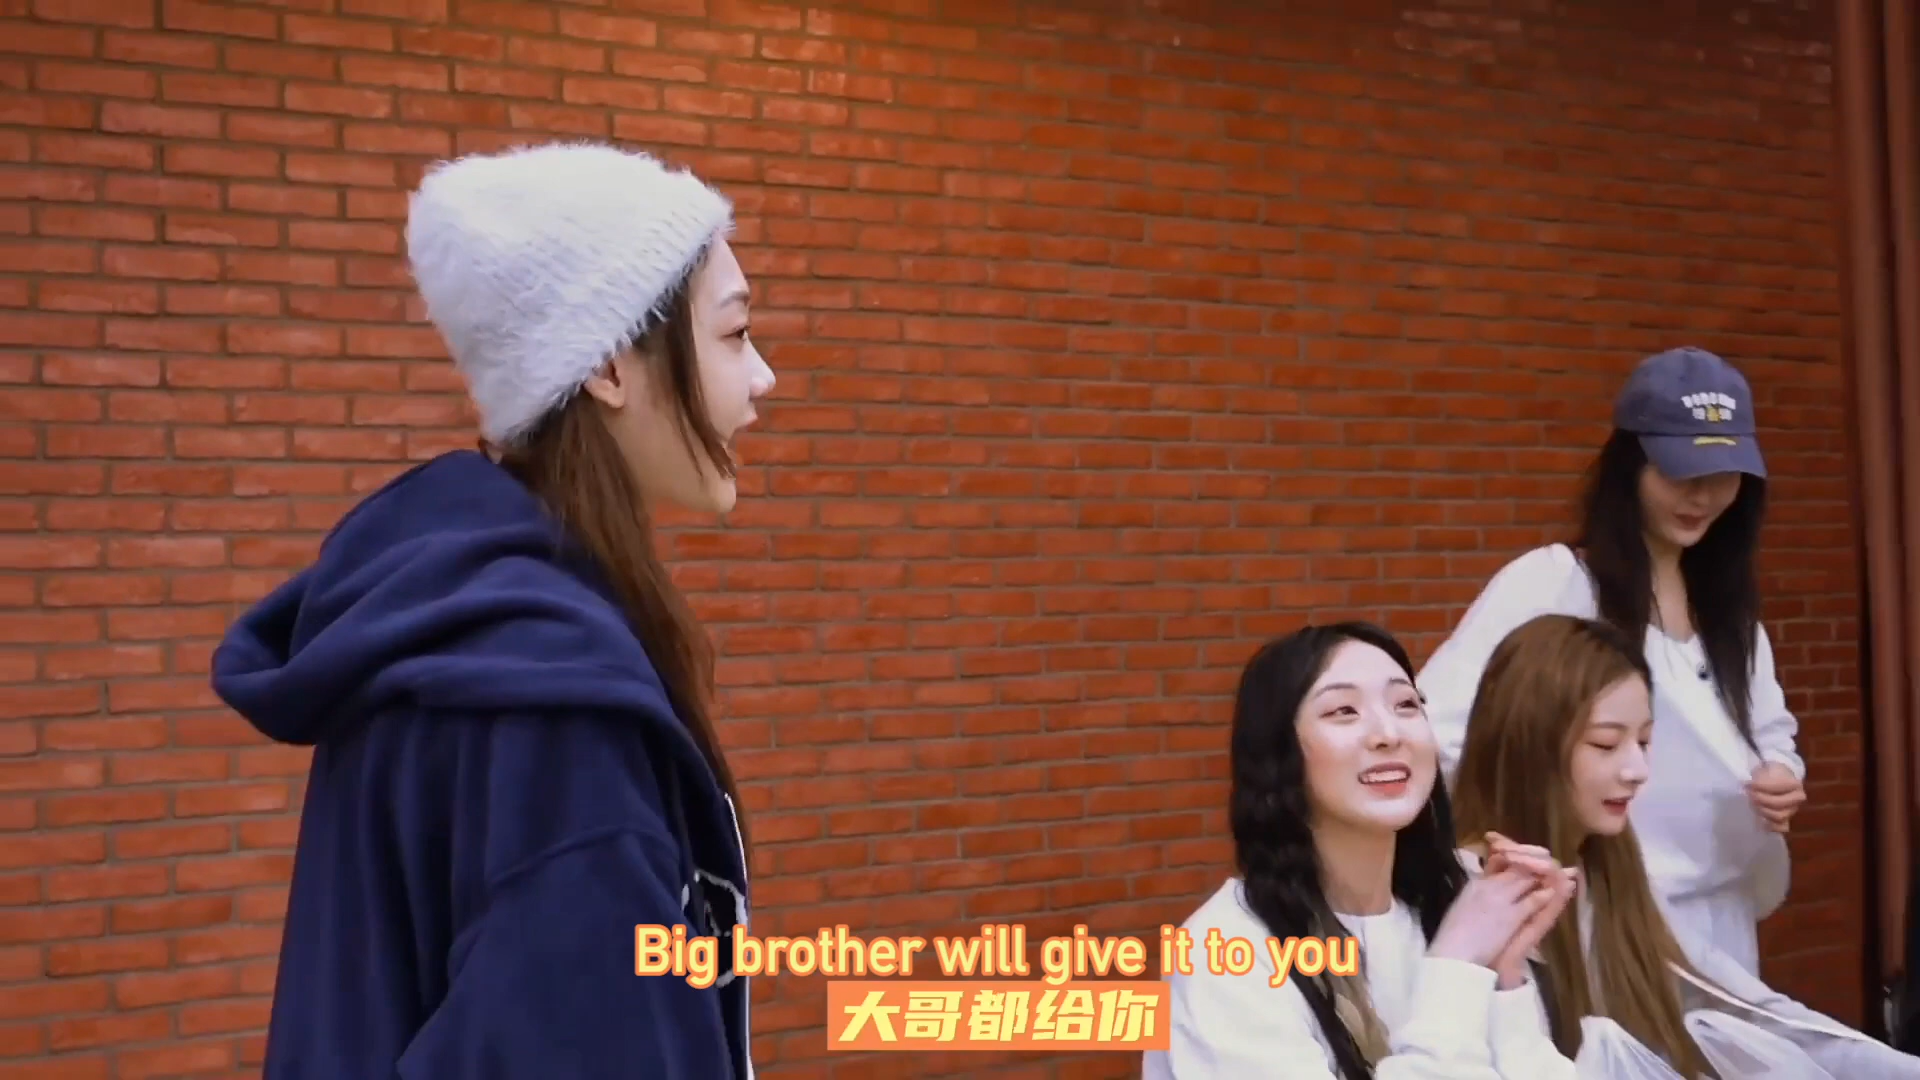 Big brother will give it to you
大哥都给你